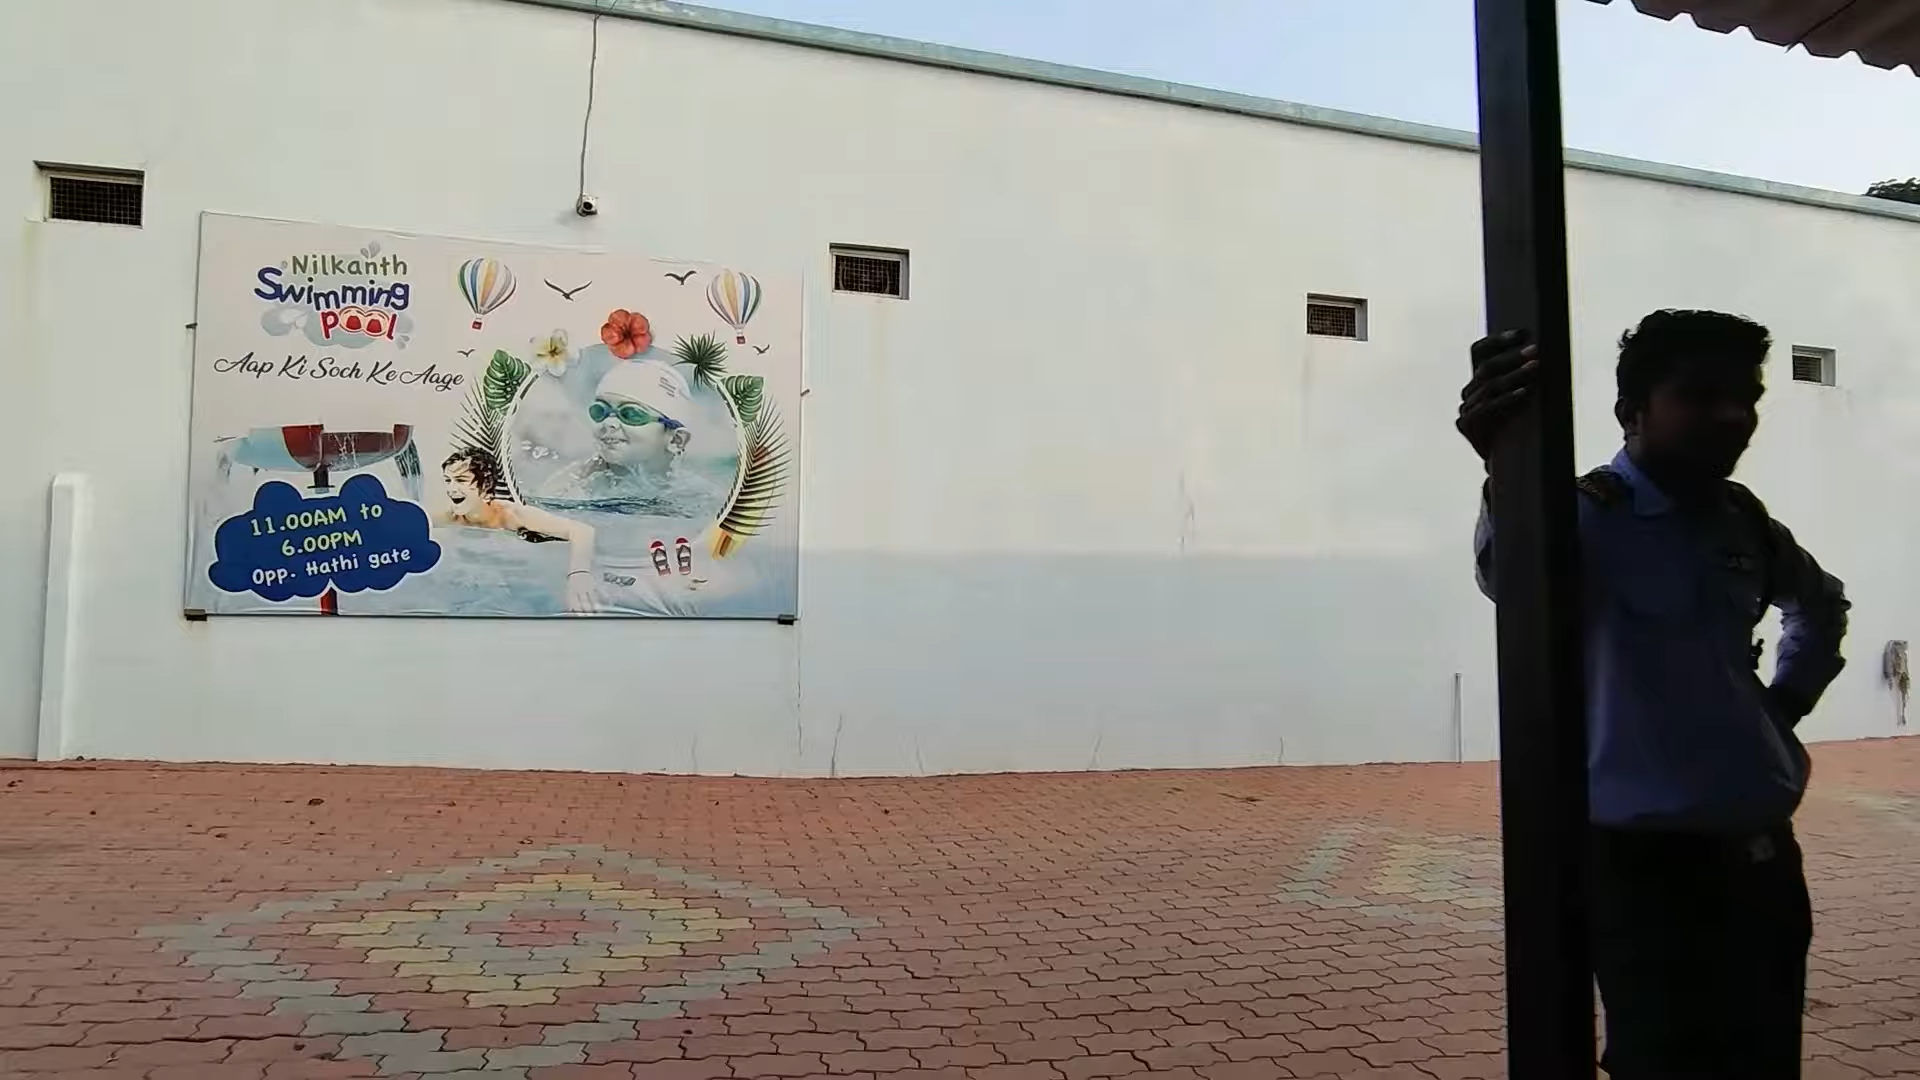 Nilkanth
Swimming
pool
Aap Ki Soch Ke Aage
11.00AM to
6.00PM
Opp. Hathi gate